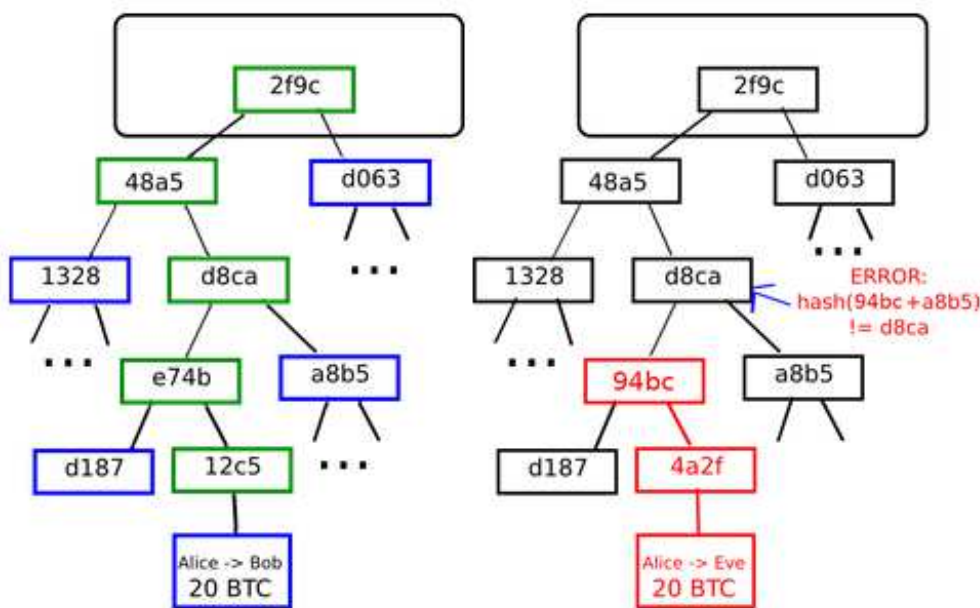 2f9c
48a5
d063
1328
d8ca
...
...
e74b
a8b5
d187
12c5
...
Alice -> Bob
20 BTC
2f9c
48a5
d063
...
1328
d8ca
ERROR:
hash(94bc+a8b5)
!= d8ca
...
94bc
a8b5
d187
4a2f
Alice -> Eve
20 BTC